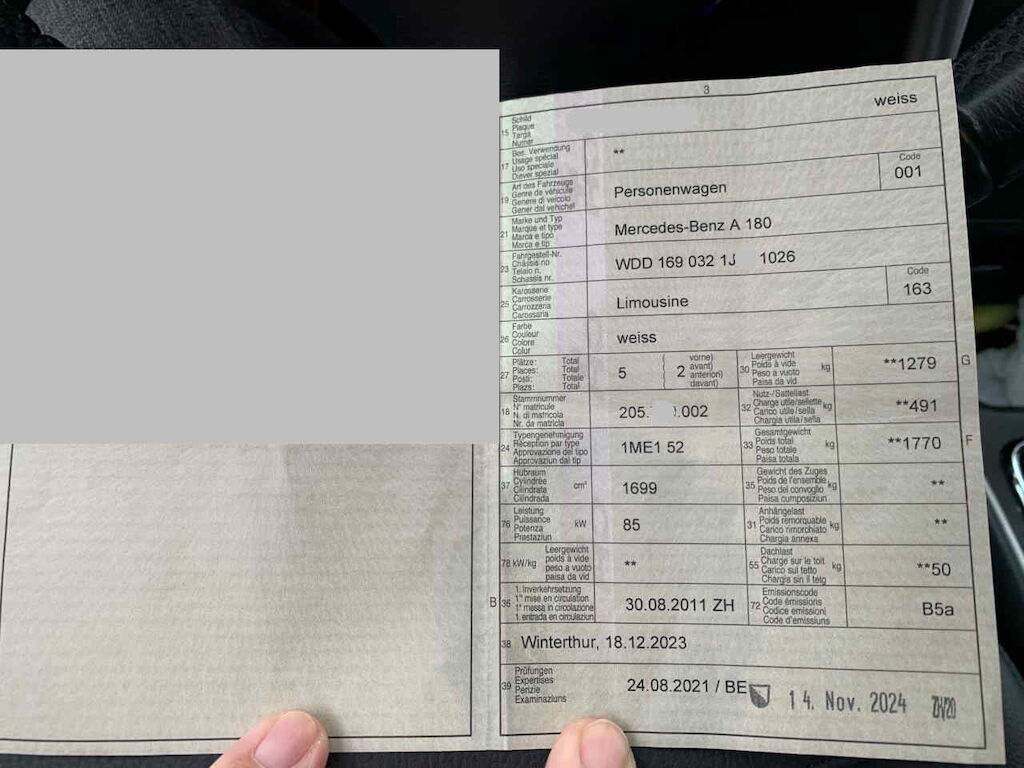 3
15 Schild Plaque Targa Numer
weiss
17 Bes. Verwendung Usage spécial Uso speciale Diever spezial
**
19 Art des Fahrzeugs Genre de véhicule Genere di veicolo Gener dal vehichel
Personenwagen
Code
001
21 Marke und Typ Marque et type Marca e tipo Marca e tip
Mercedes-Benz A 180
23 Fahrgestell-Nr. Châssis no Telaio n. Schassis nr.
WDD 169 032 1J 1026
25 Karosserie Carrosserie Carrozzeria Carossaria
Limousine
Code
163
26 Farbe Couleur Colore Colur
weiss
27 Plätze: Total Places: Total Posti: Totale Plazs: Total
5 ( 2 vorne) avant) anteriori) davant)
30 Leergewicht Poids à vide Peso a vuoto Paisa da vid kg
**1279
G
18 Stammnummer N° matricule N. di matricola Nr. da matricla
205. .002
32 Nutz-/Sattellast Charge utile/sellette Carico utile/sella Chargia utila/sella kg
**491
24 Typengenehmigung Réception par type Approvazione del tipo Approvaziun dal tip
1ME1 52
33 Gesamtgewicht Poids total Peso totale Paisa totala kg
**1770
F
37 Hubraum Cylindrée Cilindrata Cilindrada cm³
1699
35 Gewicht des Zuges Poids de l'ensemble Peso del convoglio Paisa cumposiziun kg
**
76 Leistung Puissance Potenza Prestaziun kW
85
31 Anhängelast Poids remorquable Carico rimorchiato Chargia annexa kg
**
78 kW/kg Leergewicht poids à vide peso a vuoto paisa da vid
**
55 Dachlast Charge sur le toit Carico sul tetto Chargia sin il tetg kg
**50
B 36 1. Inverkehrsetzung 1re mise en circulation 1a messa in circolazione 1. entrada en circulaziun
30.08.2011 ZH
72 Emissionscode Code émissions Codice emissioni Code d'emissiuns
B5a
38 Winterthur, 18.12.2023
39 Prüfungen Expertises Perizie Examinaziuns
24.08.2021 / BE
14. Nov. 2024